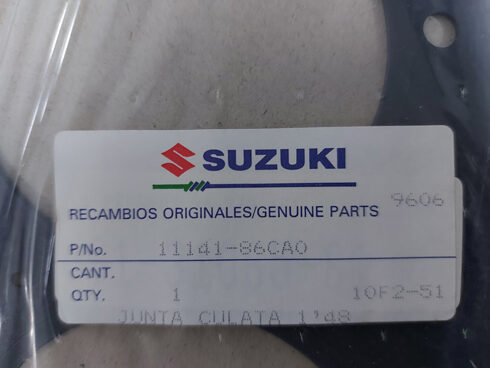 SUZUKI
9606
RECAMBIOS ORIGINALES/GENUINE PARTS
P/No. 11141-86CA0
CANT.
QTY. 1 10F2-51
JUNTA CULATA 1'48